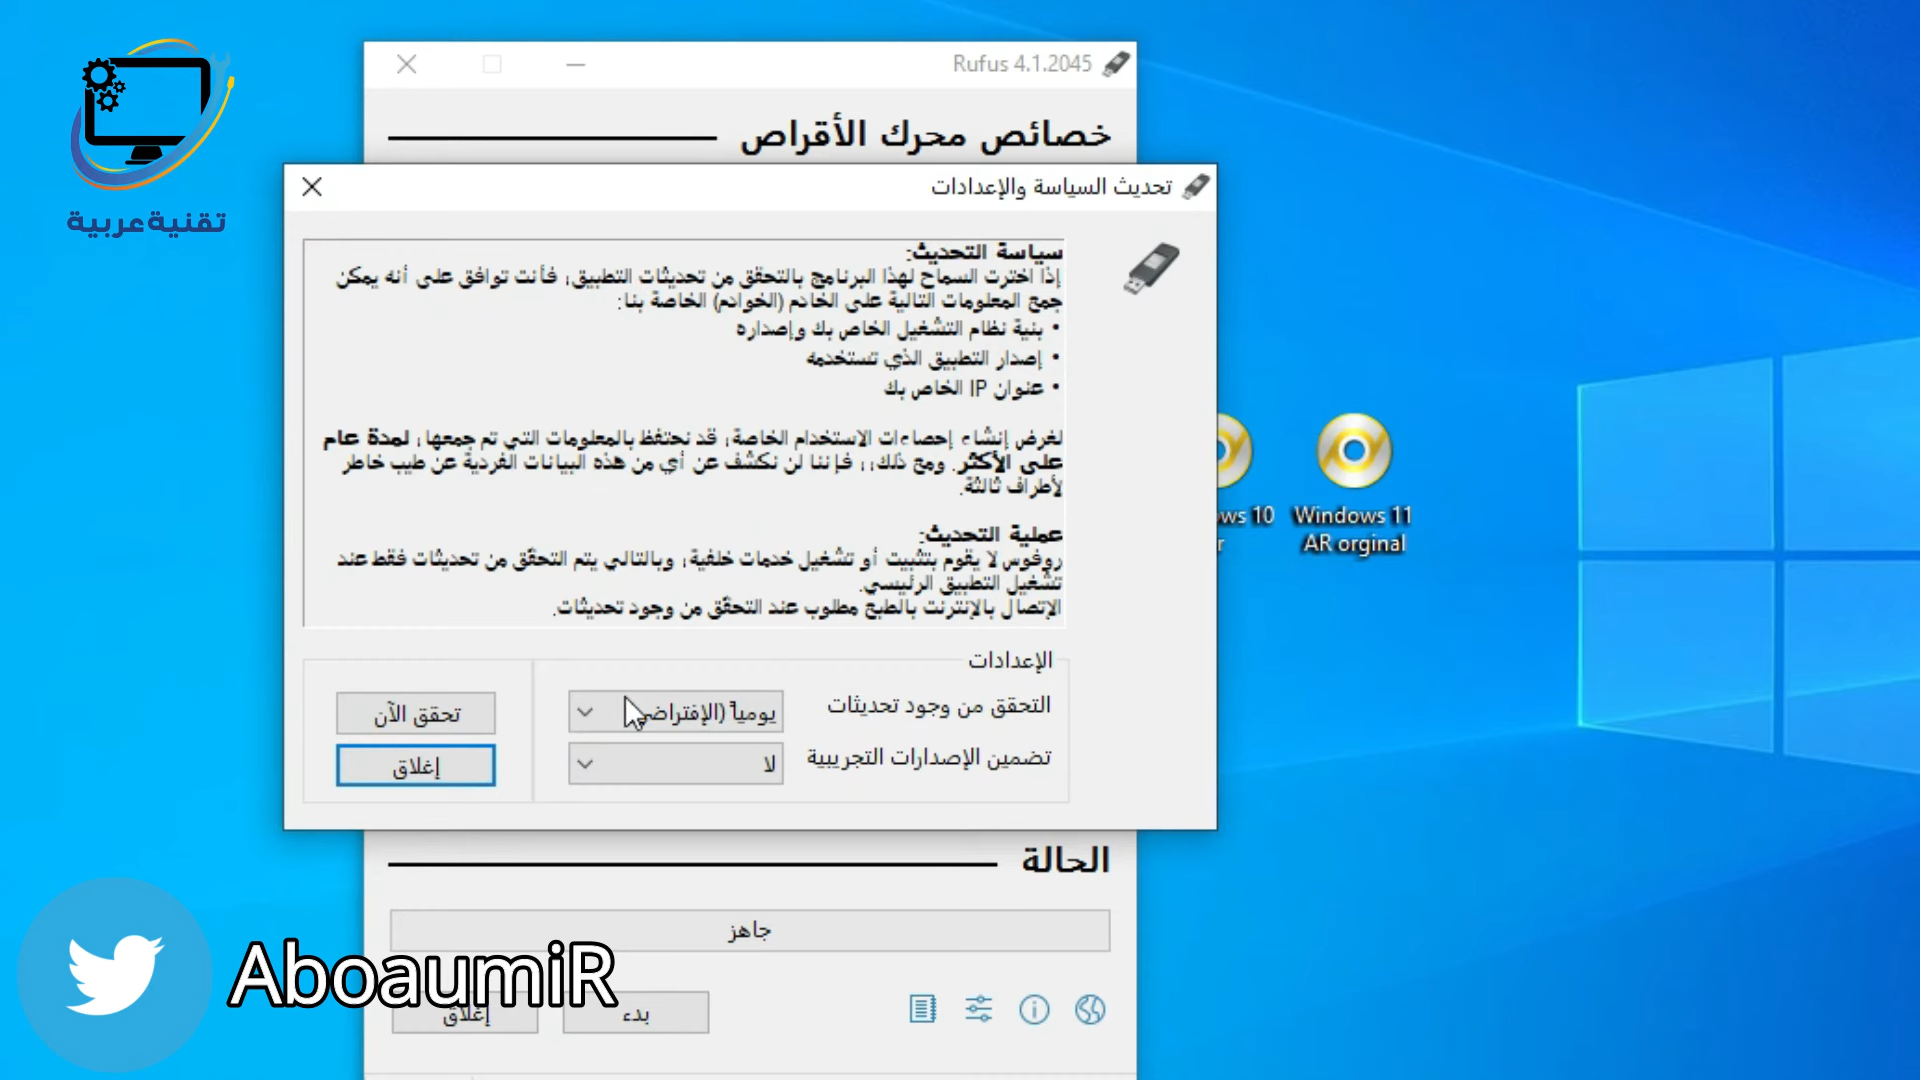 Rufus 4.1.2045
خصائص محرك الأقراص
تقنية عربية
تحديث السياسة والإعدادات
سياسة التحديث:
إذا اخترت السماح لهذا البرنامج بالتحقق من تحديثات التطبيق، فأنت توافق على أنه يمكن
جمع المعلومات التالية على الخادم (الخوادم) الخاصة بنا:
• بنية نظام التشغيل الخاص بك وإصداره
• إصدار التطبيق الذي تستخدمه
• عنوان IP الخاص بك
لغرض إنشاء إحصاءات الإستخدام الخاصة، قد نحتفظ بالمعلومات التي تم جمعها، لمدة عام
على الأكثر. ومع ذلك،، فإننا لن نكشف عن أي من هذه البيانات الفردية عن طيب خاطر
لأطراف ثالثة.
عملية التحديث:
روفوس لا يقوم بتثبيت أو تشغيل خدمات خلفية، وبالتالي يتم التحقّق من تحديثات فقط عند
تشغيل التطبيق الرئيسي.
الإتصال بالإنترنت بالطبع مطلوب عند التحقّق من وجود تحديثات.
الإعدادات
التحقق من وجود تحديثات
يومياً (الإفتراضي
تحقق الآن
تضمين الإصدارات التجريبية
لا
إغلاق
ows 10
r
Windows 11
AR orginal
الحالة
جاهز
بدء
إغلاق
AboaumiR